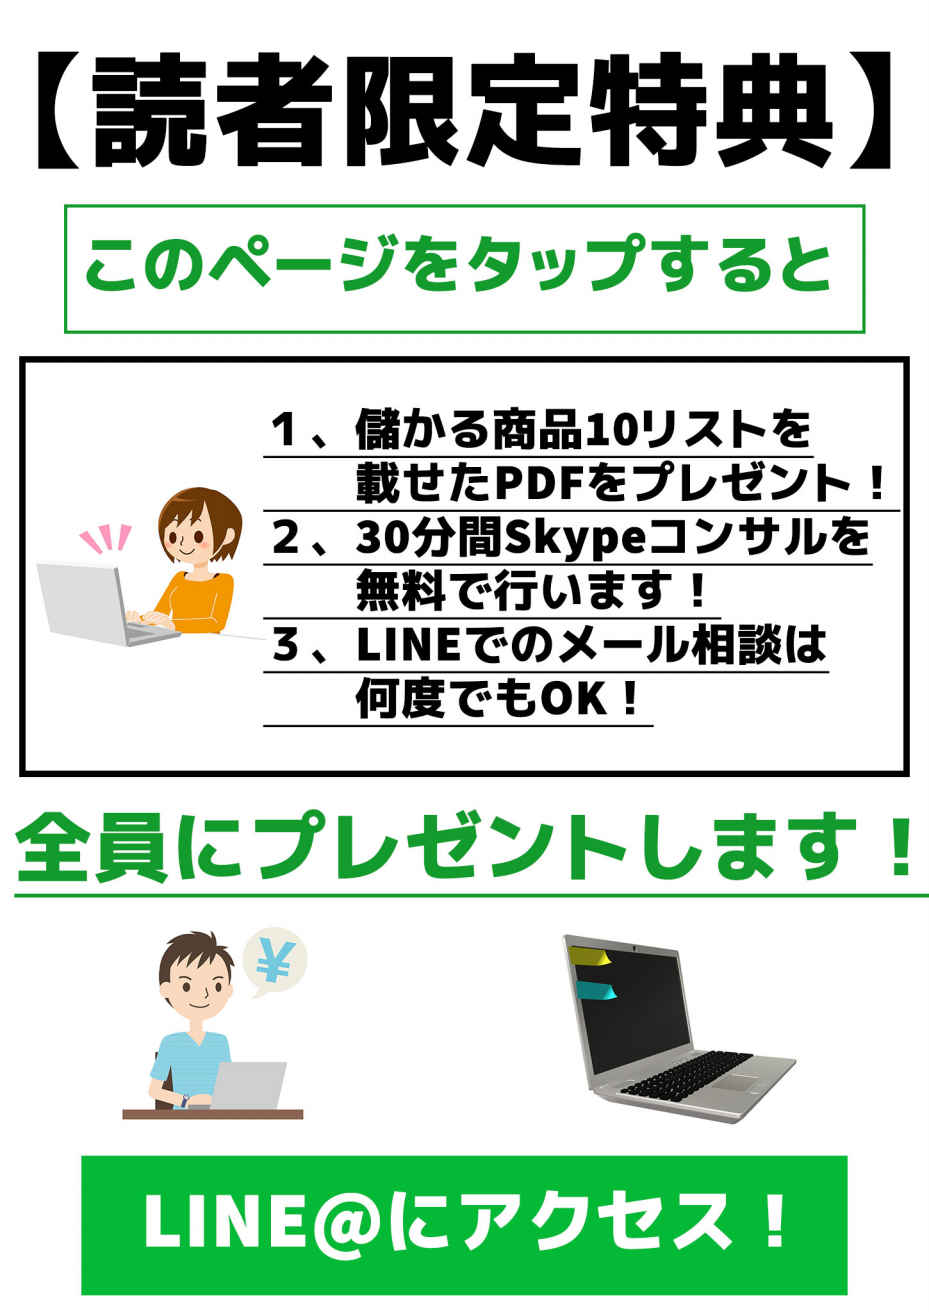 【読者限定特典】
このページをタップすると
１、儲かる商品10リストを
載せたPDFをプレゼント！
２、30分間Skypeコンサルを
無料で行います！
３、LINEでのメール相談は
何度でもOK！
全員にプレゼントします！
¥
LINE@にアクセス！